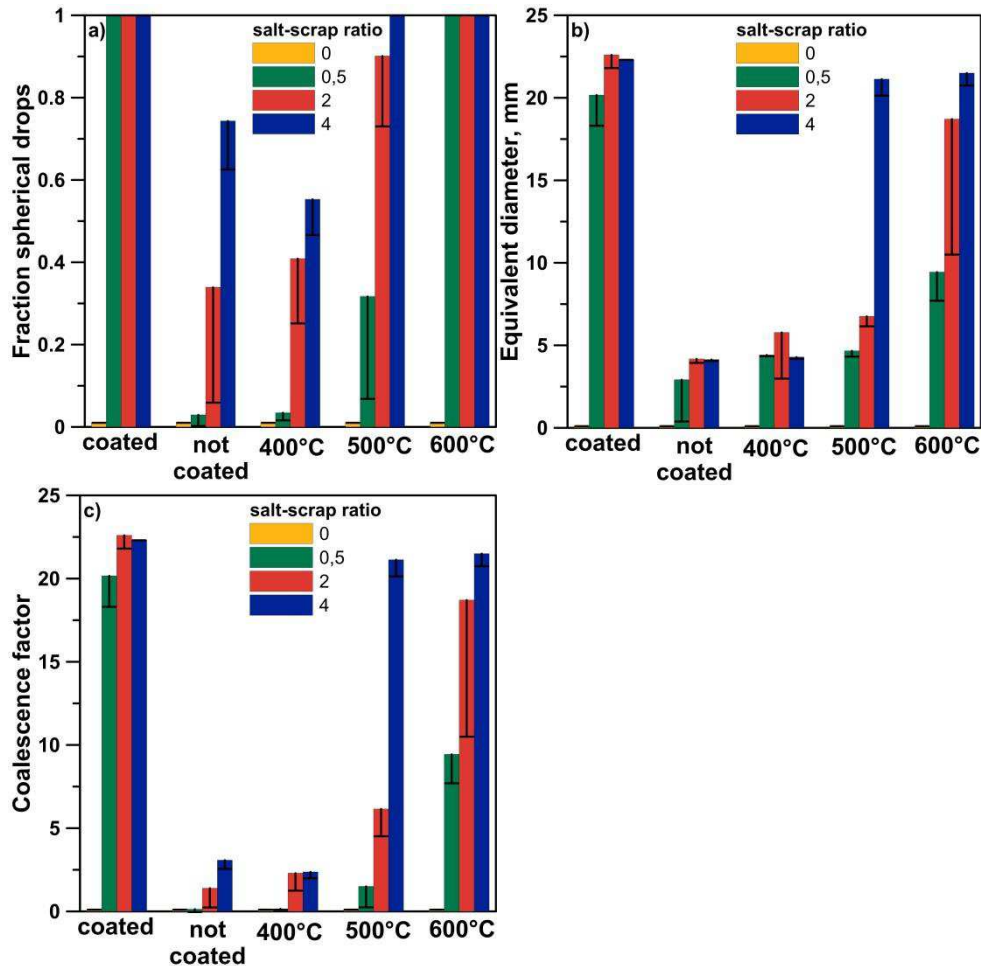 a)
salt-scrap ratio
0
0,5
2
4
Fraction spherical drops
1
0.8
0.6
0.4
0.2
0
coated
not
coated
400°C
500°C
600°C
b)
salt-scrap ratio
0
0,5
2
4
Equivalent diameter, mm
25
20
15
10
5
0
coated
not
coated
400°C
500°C
600°C
c)
salt-scrap ratio
0
0,5
2
4
Coalescence factor
25
20
15
10
5
0
coated
not
coated
400°C
500°C
600°C